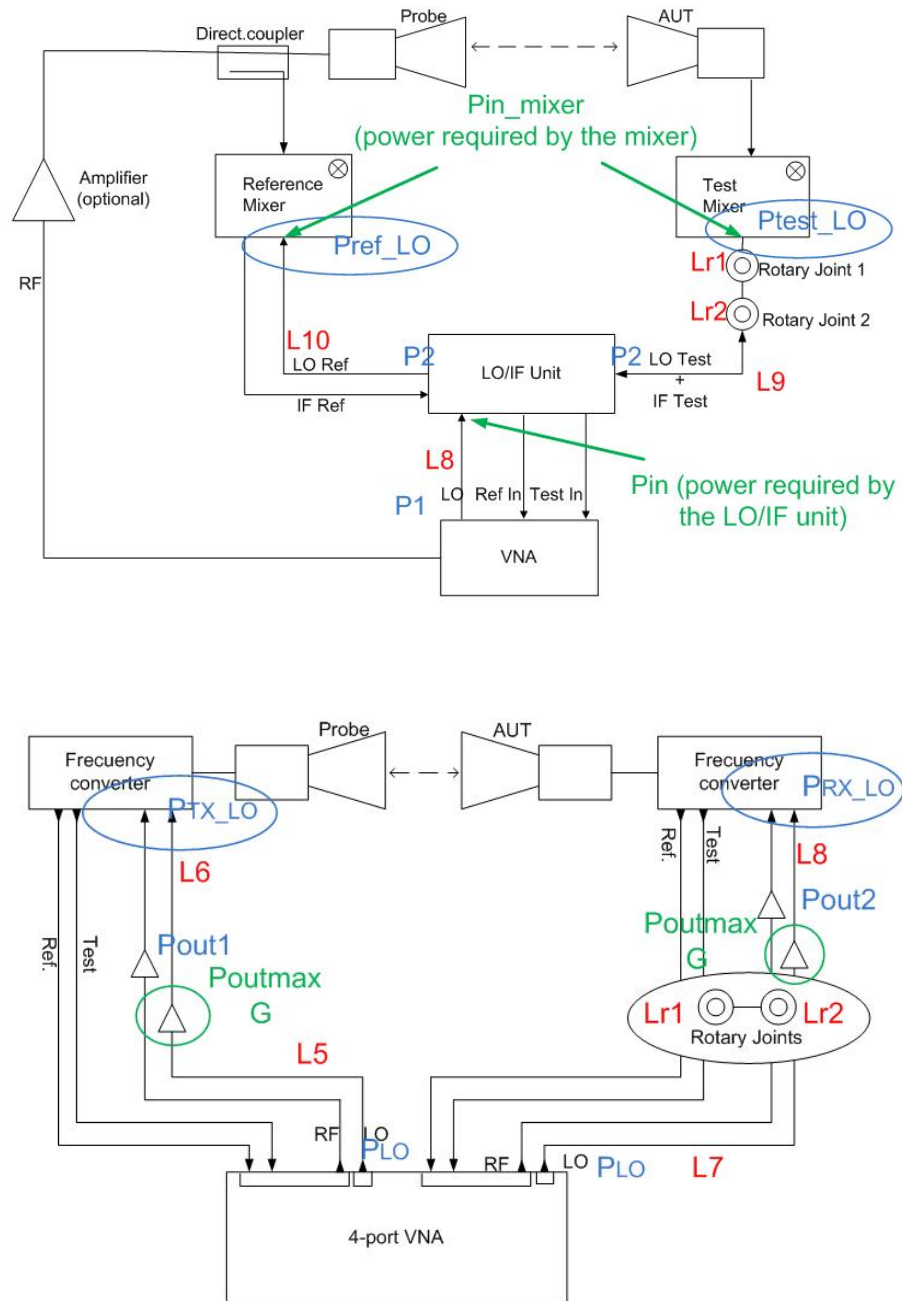 Probe
AUT
Direct.coupler
Pin_mixer
(power required by the mixer)
Amplifier
(optional)
Reference
Mixer
Test
Mixer
Pref_LO
Ptest_LO
Lr1
Rotary Joint 1
RF
Lr2
Rotary Joint 2
L10
LO Ref
P2
LO/IF Unit
P2
LO Test
+
IF Test
L9
IF Ref
L8
P1
LO
Ref In
Test In
Pin (power required by
the LO/IF unit)
VNA
Probe
AUT
Frecuency
converter
Frecuency
converter
PTX_LO
PRX_LO
Ref.
Test
L6
L8
Ref.
Test
Pout1
Pout2
Poutmax
G
Poutmax
G
Lr1
Lr2
Rotary Joints
L5
RF
LO
PLO
RF
LO
PLO
L7
4-port VNA